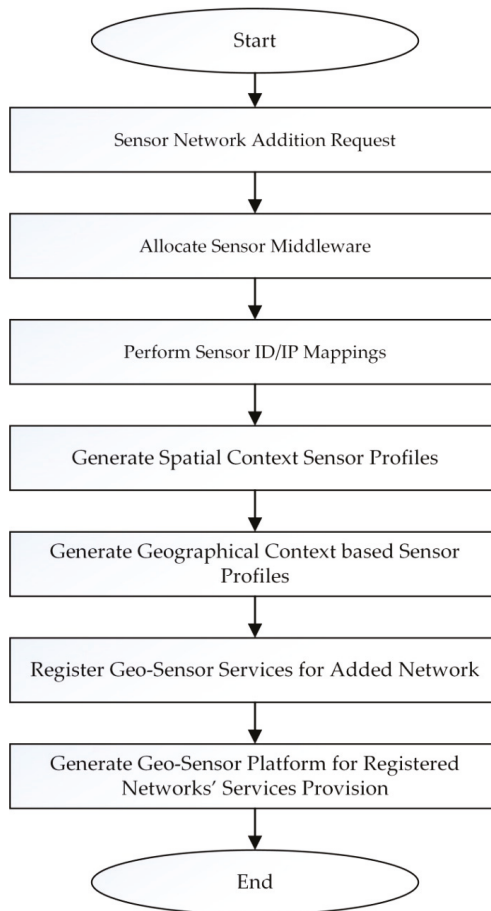 Start
Sensor Network Addition Request
Allocate Sensor Middleware
Perform Sensor ID/IP Mappings
Generate Spatial Context Sensor Profiles
Generate Geographical Context based Sensor
Profiles
Register Geo-Sensor Services for Added Network
Generate Geo-Sensor Platform for Registered
Networks’ Services Provision
End